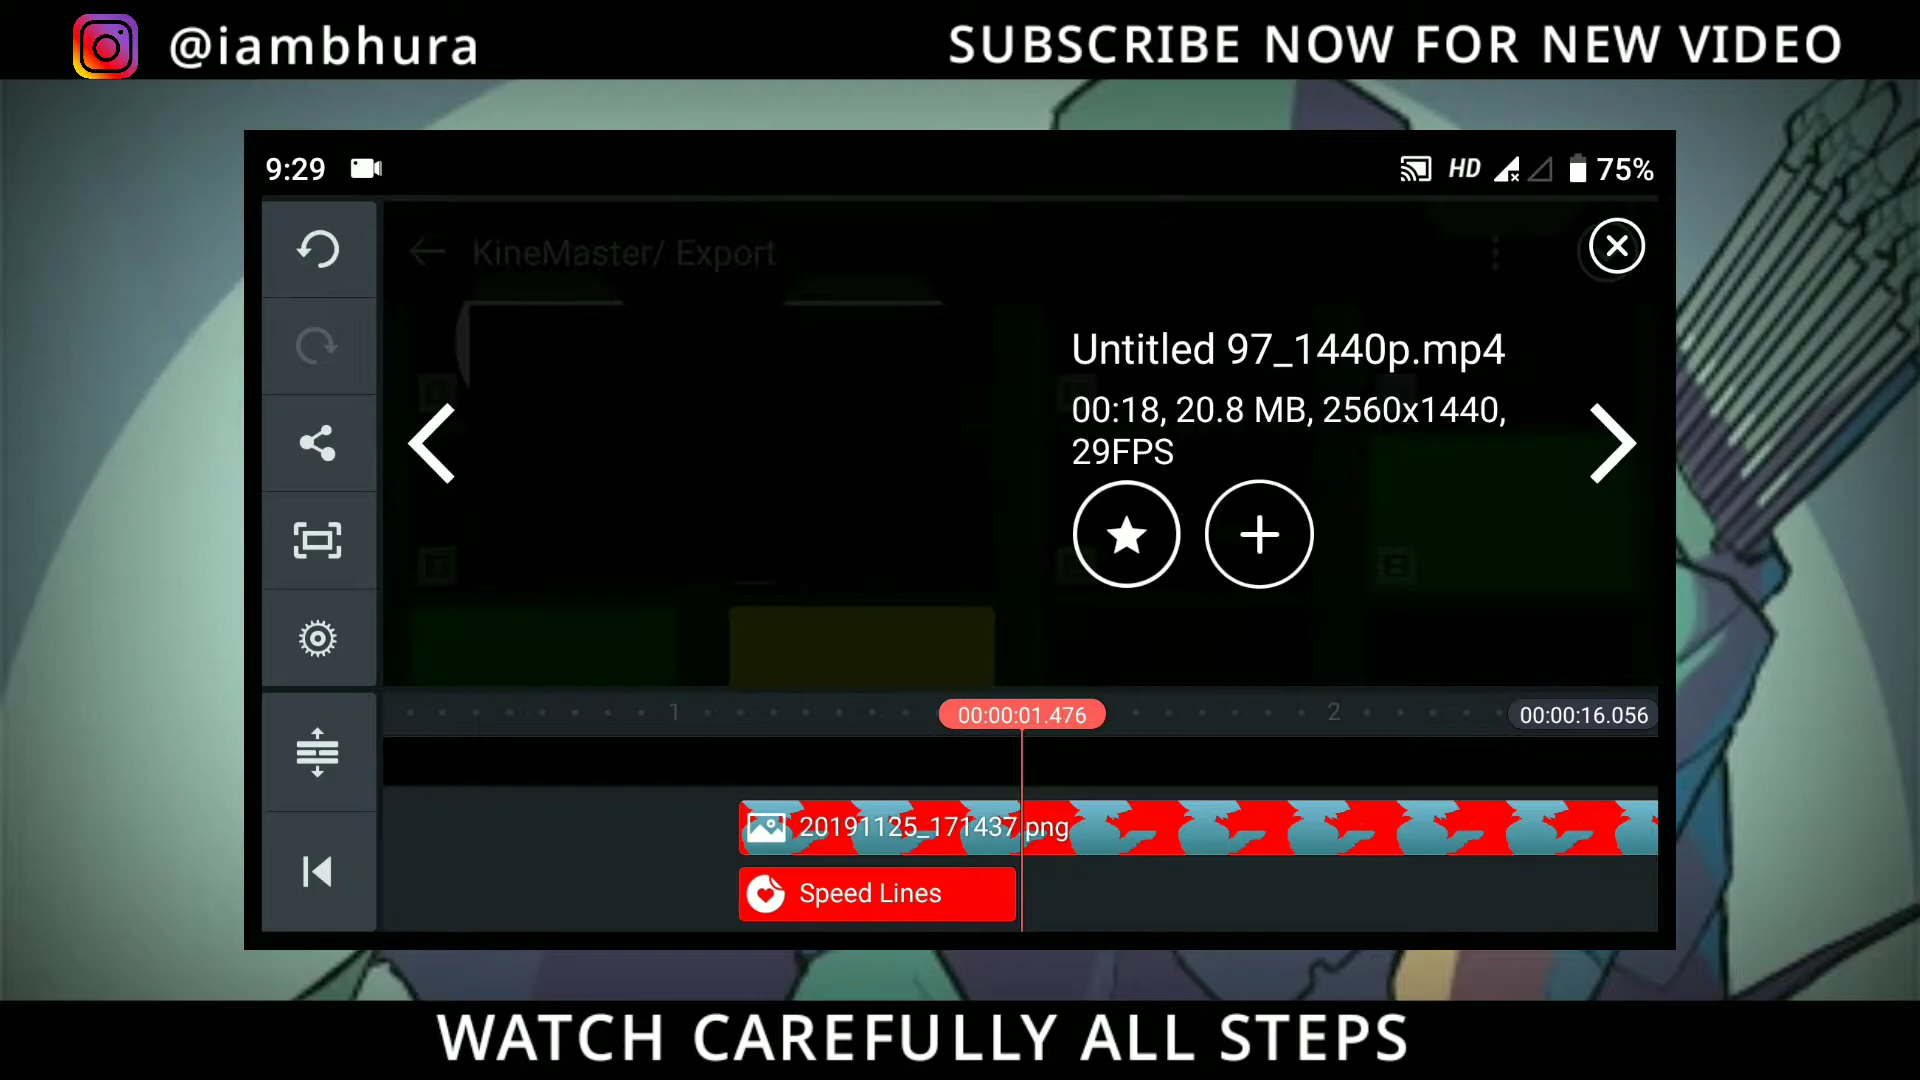 @iambhura
SUBSCRIBE NOW FOR NEW VIDEO
9:29
HD
75%
KineMaster/ Export
Untitled 97_1440p.mp4
00:18, 20.8 MB, 2560x1440,
29FPS
1
00:00:01.476
2
00:00:16.056
20191125_171437.png
Speed Lines
WATCH CAREFULLY ALL STEPS